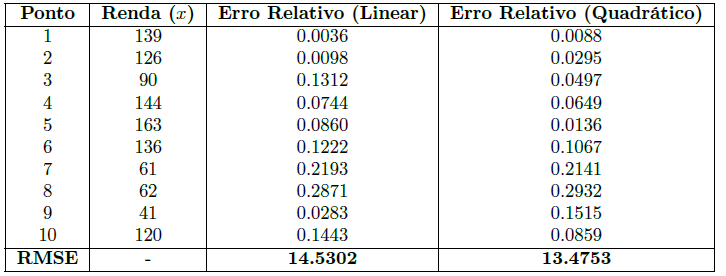 Ponto Renda (x) Erro Relativo (Linear) Erro Relativo (Quadrático)
1 139 0.0036 0.0088
2 126 0.0098 0.0295
3 90 0.1312 0.0497
4 144 0.0744 0.0649
5 163 0.0860 0.0136
6 136 0.1222 0.1067
7 61 0.2193 0.2141
8 62 0.2871 0.2932
9 41 0.0283 0.1515
10 120 0.1443 0.0859
RMSE - 14.5302 13.4753